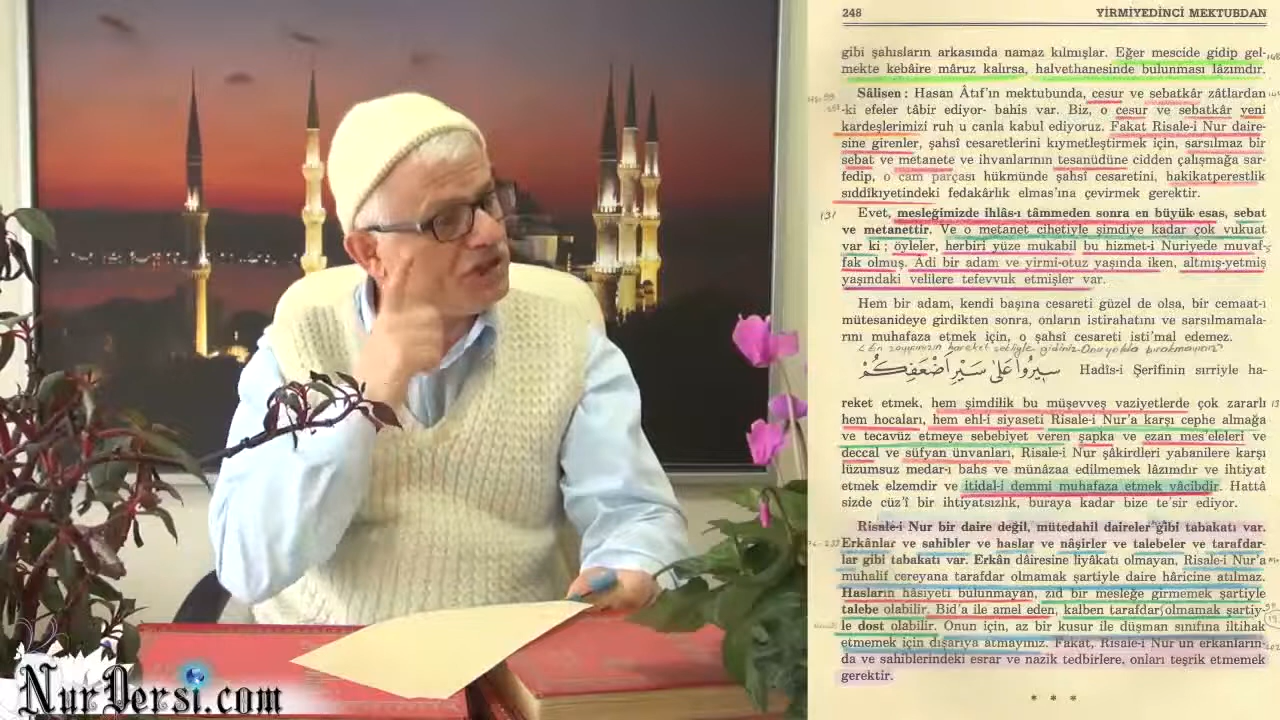 248 YİRMİYEDİNCİ MEKTUBDAN
gibi şahısların arkasında namaz kılmışlar. Eğer mescide gidip gel-
mekte kebâire mâruz kalırsa, halvethanesinde bulunması lâzımdır.
Sâlisen : Hasan Âtıf'ın mektubunda, cesur ve sebatkâr zâtlardan
-ki efeler tâbir ediyor- bahis var. Biz, o cesur ve sebatkâr yeni
kardeşlerimizi ruh u canla kabul ediyoruz. Fakat Risale-i Nur daire-
sine girenler, şahsî cesaretlerini kıymetleştirmek için, sarsılmaz bir
sebat ve metanete ve ihvanlarının tesanüdüne cidden çalışmağa sar-
fedip, o cam parçası hükmünde şahsî cesaretini, hakikatperestlik
sıddîkıyetindeki fedakârlık elmas'ına çevirmek gerektir.
131
Evet, mesleğimizde ihlâs-ı tâmmeden sonra en büyük esas, sebat
ve metanettir. Ve o metanet cihetiyle şimdiye kadar çok vukuat
var ki ; öyleler, herbiri yüze mukabil bu hizmet-i Nuriyede muvaf-
fak olmuş. Adi bir adam ve yirmi-otuz yaşında iken, altmış-yetmiş
yaşındaki velilere tefevvuk etmişler var.
Hem bir adam, kendi başına cesareti güzel de olsa, bir cemaat-ı
mütesanideye girdikten sonra, onların istirahatını ve sarsılmamala-
rını muhafaza etmek için, o şahsî cesareti isti'mal edemez.
سِيرُوا عَلَى سَيْرِ اَضْعَفِكُمْ Hadîs-i Şerifinin sırriyle ha-
reket etmek, hem şimdilik bu müşevveş vaziyetlerde çok zararlı
hem hocaları, hem ehl-i siyaseti Risale-i Nur'a karşı cephe almağa
ve tecavüz etmeye sebebiyet veren şapka ve ezan mes'eleleri ve
deccal ve süfyan ünvanları, Risale-i Nur şâkirdleri yabanilere karşı
lüzumsuz medar-ı bahs ve münâzaa edilmemek lâzımdır ve ihtiyat
etmek elzemdir ve itidal-i demmi muhafaza etmek vâcibdir. Hattâ
sizde cüz'î bir ihtiyatsızlık, buraya kadar bize te'sir ediyor.
Risale-i Nur bir daire değil, mütedahil daireler gibi tabakatı var.
Erkânlar ve sahibler ve haslar ve nâşirler ve talebeler ve tarafdar-
lar gibi tabakatı var. Erkân dâiresine liyâkatı olmayan, Risale-i Nur'a
muhalif cereyana tarafdar olmamak şartiyle daire hâricine atılmaz.
Hasların hâsiyeti bulunmayan, zıd bir mesleğe girmemek şartiyle
talebe olabilir. Bid'a ile amel eden, kalben tarafdar olmamak şartiy-
le dost olabilir. Onun için, az bir kusur ile düşman sınıfına iltihak
etmemek için dışarıya atmayınız. Fakat, Risale-i Nur'un erkânların-
da ve sahiblerindeki esrar ve nazik tedbirlere, onları teşrik etmemek
gerektir.
* * *
NurDersi.com